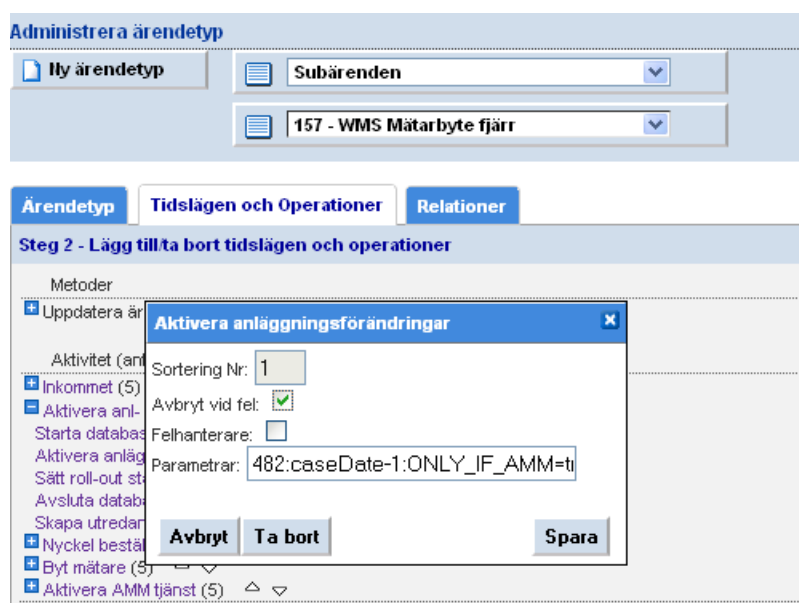 Administrera ärendetyp
Ny ärendetyp
Subärenden
157 - WMS Mätarbyte fjärr
Ärendetyp
Tidslägen och Operationer
Relationer
Steg 2 - Lägg till/ta bort tidslägen och operationer
Metoder
Uppdatera är
Aktivitet (ant
Inkommet (5)
Aktivera anl-
Starta databas
Aktivera anläg
Sätt roll-out sta
Avsluta databa
Skapa utredar
Nyckel bestäl
Byt mätare (5)
Aktivera AMM tjänst (5)
Aktivera anläggningsförändringar
Sortering Nr: 1
Avbryt vid fel:
Felhanterare:
Parametrar: 482:caseDate-1:ONLY_IF_AMM=tr
Avbryt
Ta bort
Spara